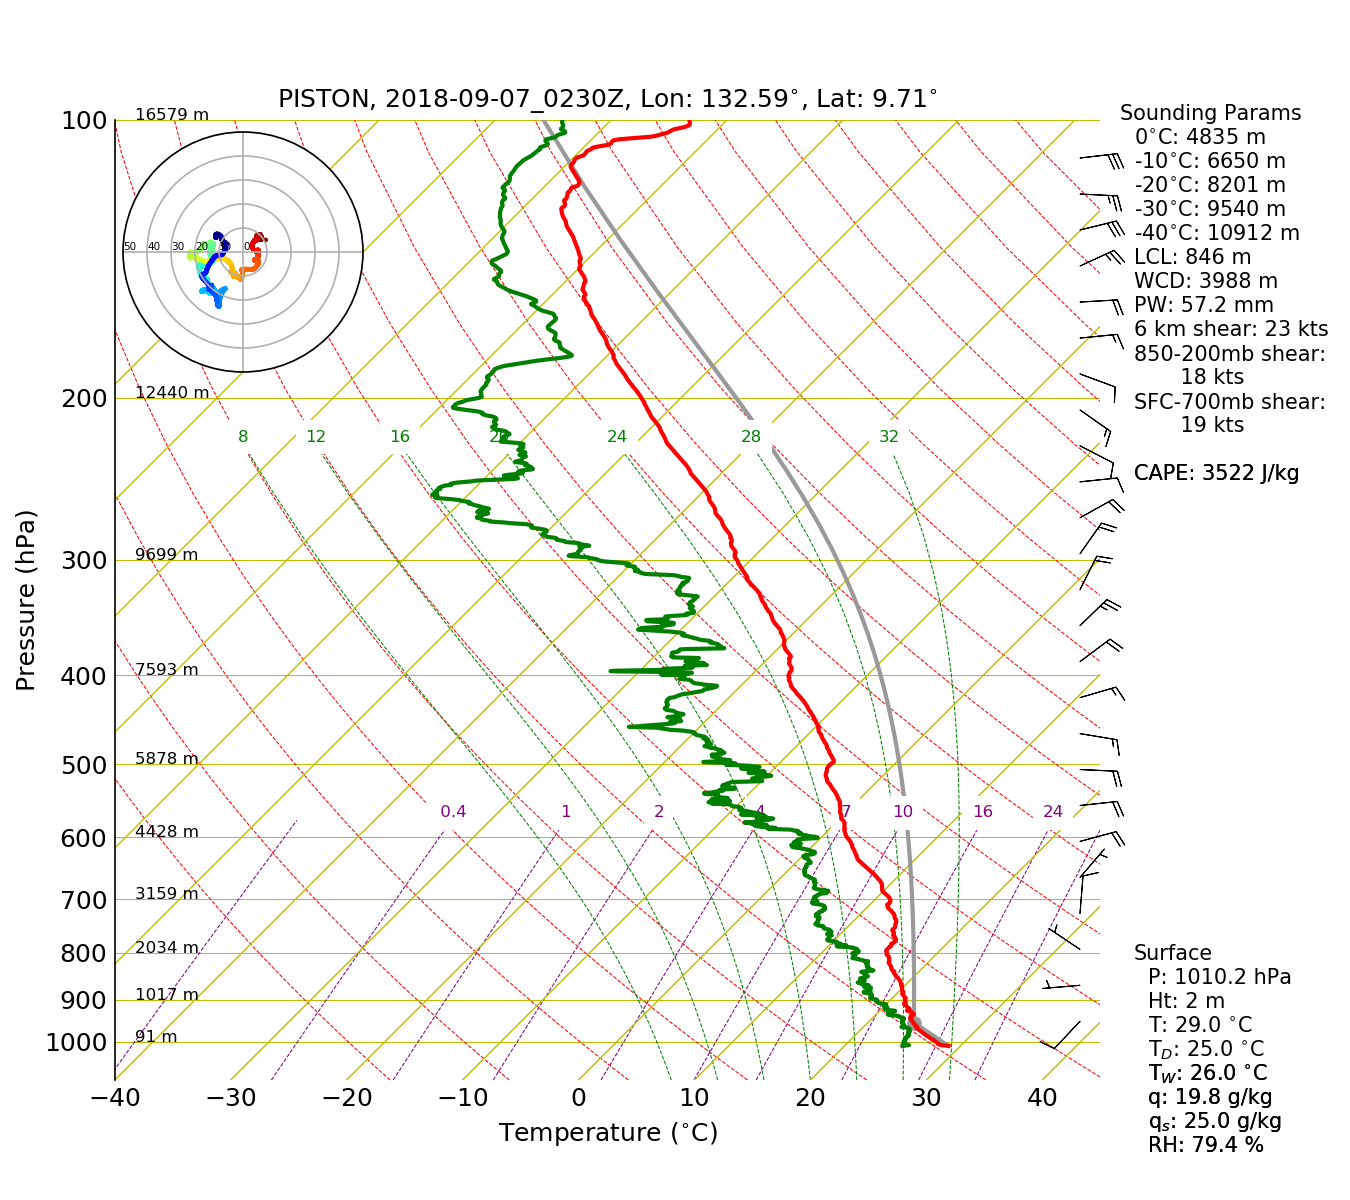 PISTON, 2018-09-07_0230Z, Lon: 132.59°, Lat: 9.71°
Pressure (hPa)
100
200
300
400
500
600
700
800
900
1000
16579 m
12440 m
9699 m
7593 m
5878 m
4428 m
3159 m
2034 m
1017 m
91 m
50 40 30 20 10 0
8 12 16 20 24 28 32
0.4 1 2 4 7 10 16 24
−40 −30 −20 −10 0 10 20 30 40
Temperature (°C)
Sounding Params
0°C: 4835 m
-10°C: 6650 m
-20°C: 8201 m
-30°C: 9540 m
-40°C: 10912 m
LCL: 846 m
WCD: 3988 m
PW: 57.2 mm
6 km shear: 23 kts
850-200mb shear:
18 kts
SFC-700mb shear:
19 kts
CAPE: 3522 J/kg
Surface
P: 1010.2 hPa
Ht: 2 m
T: 29.0 °C
T_D: 25.0 °C
T_W: 26.0 °C
q: 19.8 g/kg
q_s: 25.0 g/kg
RH: 79.4 %